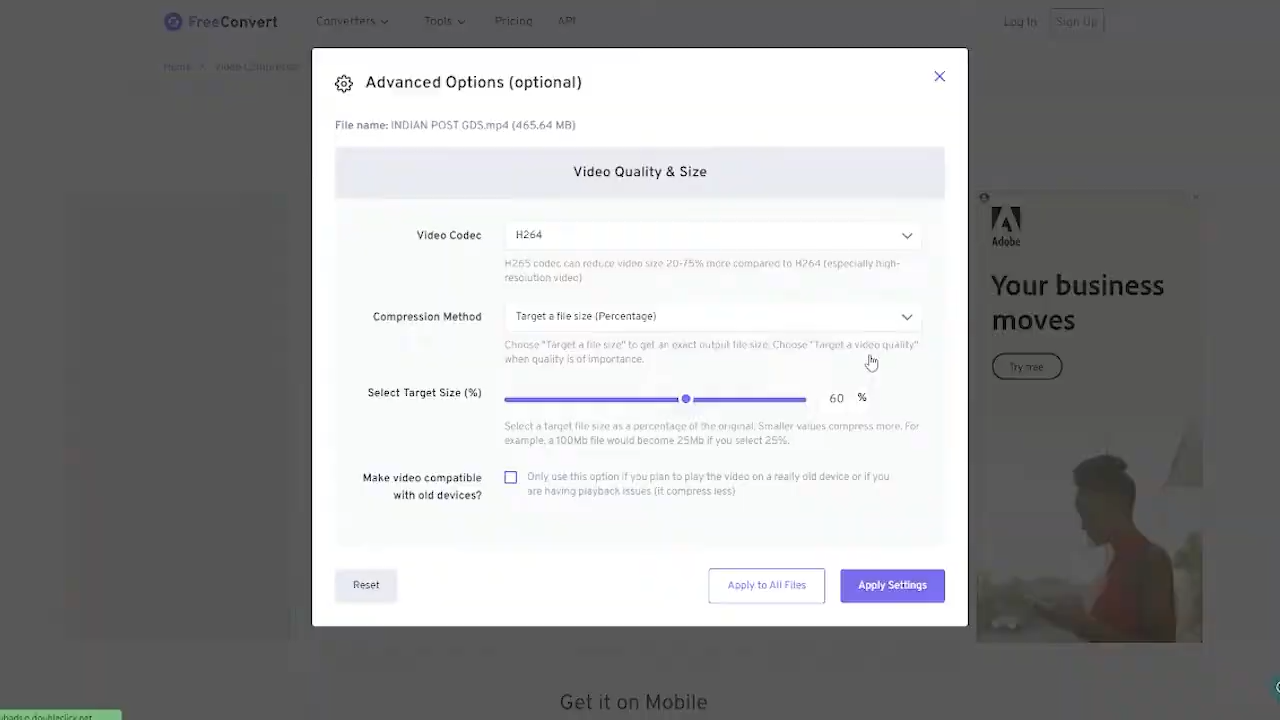 FreeConvert
Converters
Tools
Pricing
API
Log In
Sign Up
Home
Video Compressor
Advanced Options (optional)
File name: INDIAN POST GDS.mp4 (465.64 MB)
Video Quality & Size
Video Codec
H264
H265 codec can reduce video size 20-75% more compared to H264 (especially high-
resolution video)
Compression Method
Target a file size (Percentage)
Choose "Target a file size" to get an exact output file size. Choose "Target a video quality"
when quality is of importance.
Select Target Size (%)
60 %
Select a target file size as a percentage of the original. Smaller values compress more. For
example, a 100Mb file would become 25Mb if you select 25%.
Make video compatible
with old devices?
Only use this option if you plan to play the video on a really old device or if you
are having playback issues (it compress less)
Reset
Apply to All Files
Apply Settings
Adobe
Your business
moves
Try free
Get it on Mobile